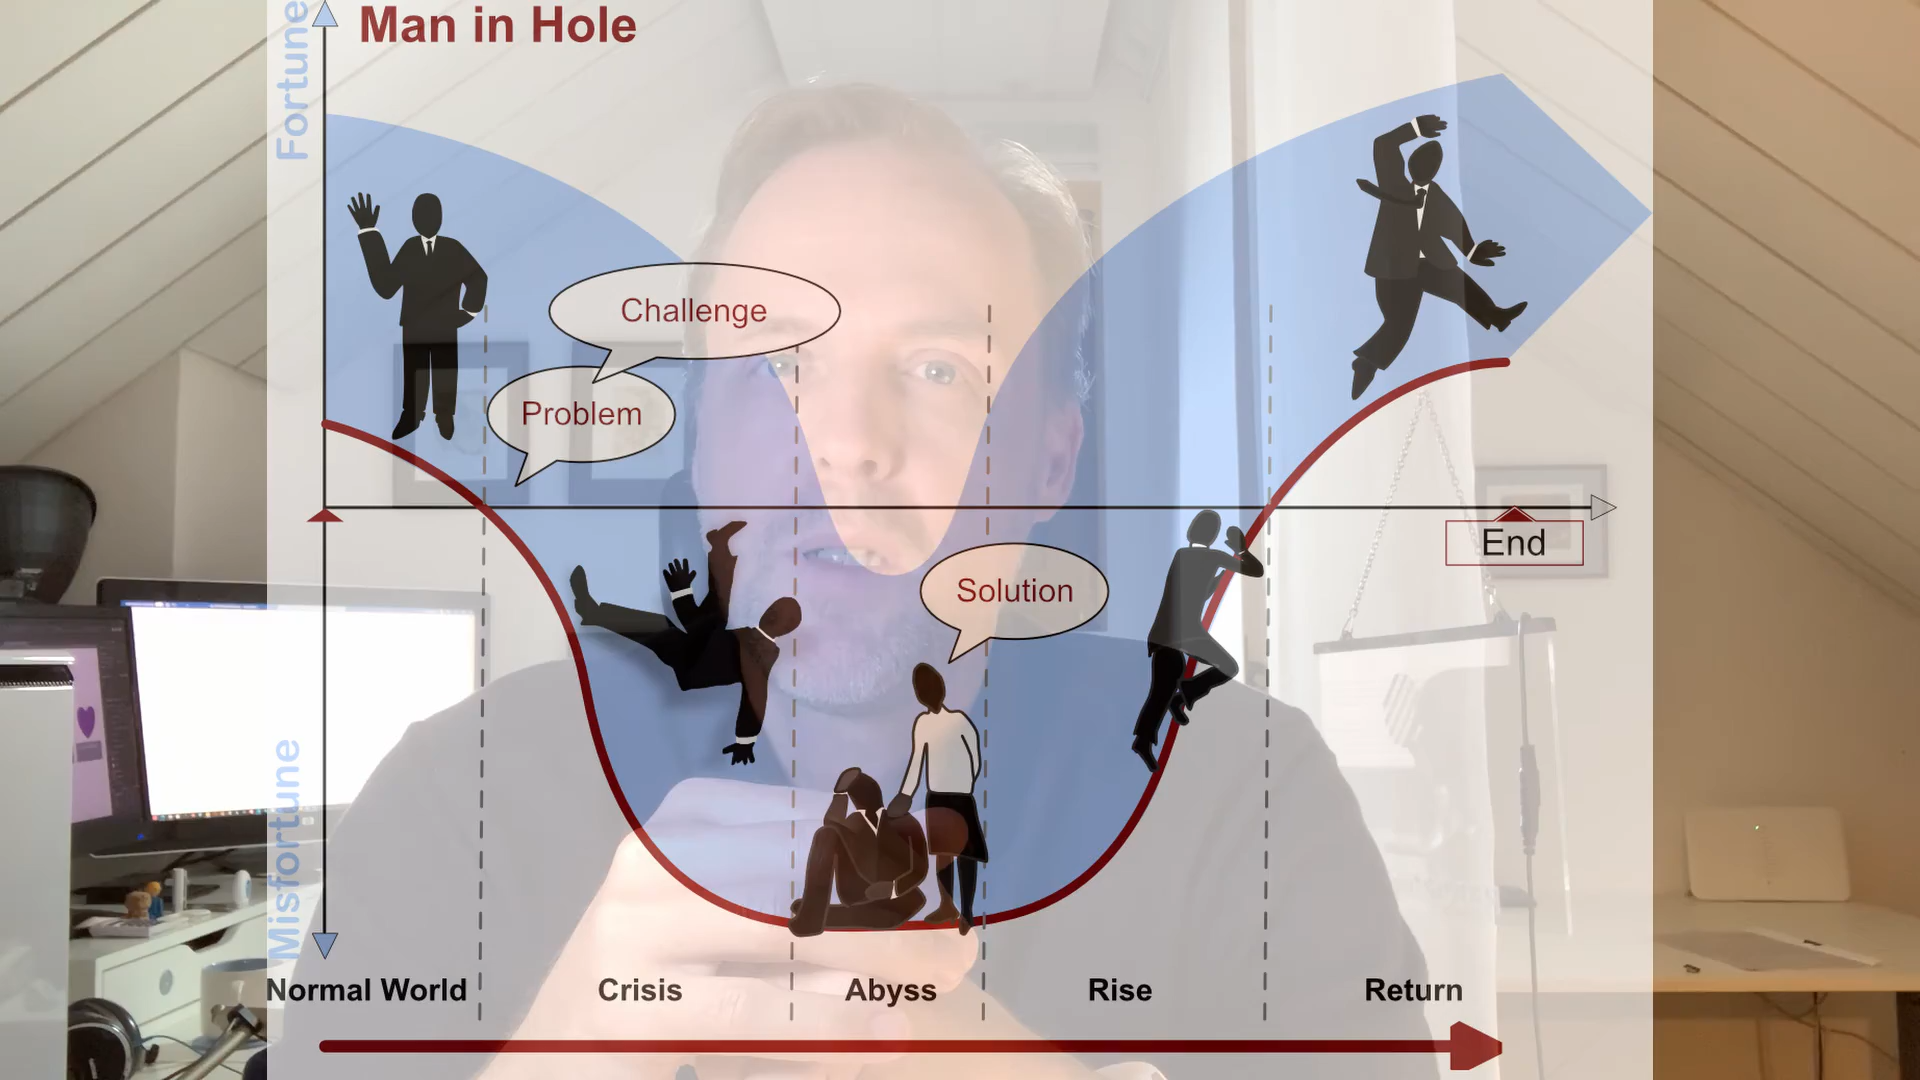 Man in Hole
Fortune
Challenge
Problem
Solution
End
Misfortune
Normal World
Crisis
Abyss
Rise
Return